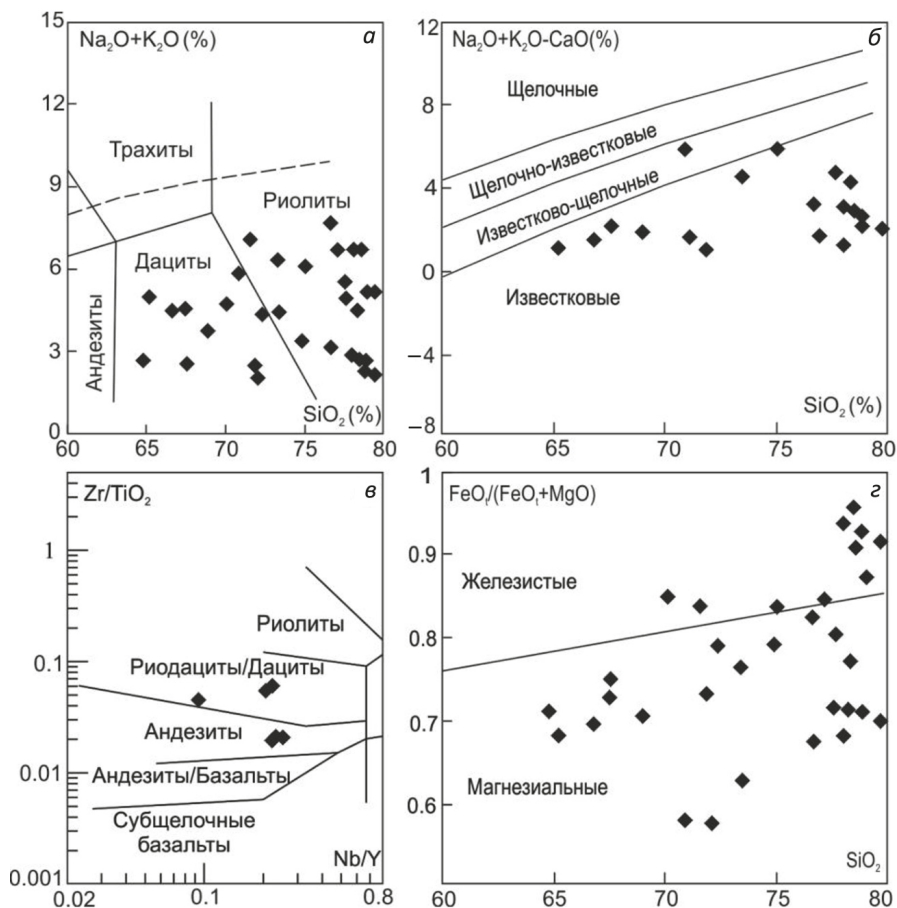 Na₂O+K₂O (%)
а
15
12
9
6
3
0
Трахиты
Риолиты
Дациты
Андезиты
SiO₂ (%)
60
65
70
75
80
Na₂O+K₂O-CaO(%)
б
12
8
4
0
−4
−8
Щелочные
Щелочно-известковые
Известково-щелочные
Известковые
SiO₂ (%)
60
65
70
75
80
Zr/TiO₂
в
1
0.1
0.01
0.001
Риолиты
Риодациты/Дациты
Андезиты
Андезиты/Базальты
Субщелочные
базальты
Nb/Y
0.02
0.1
0.8
FeOₜ/(FeOₜ+MgO)
г
1
0.9
0.8
0.7
0.6
Железистые
Магнезиальные
SiO₂
60
65
70
75
80